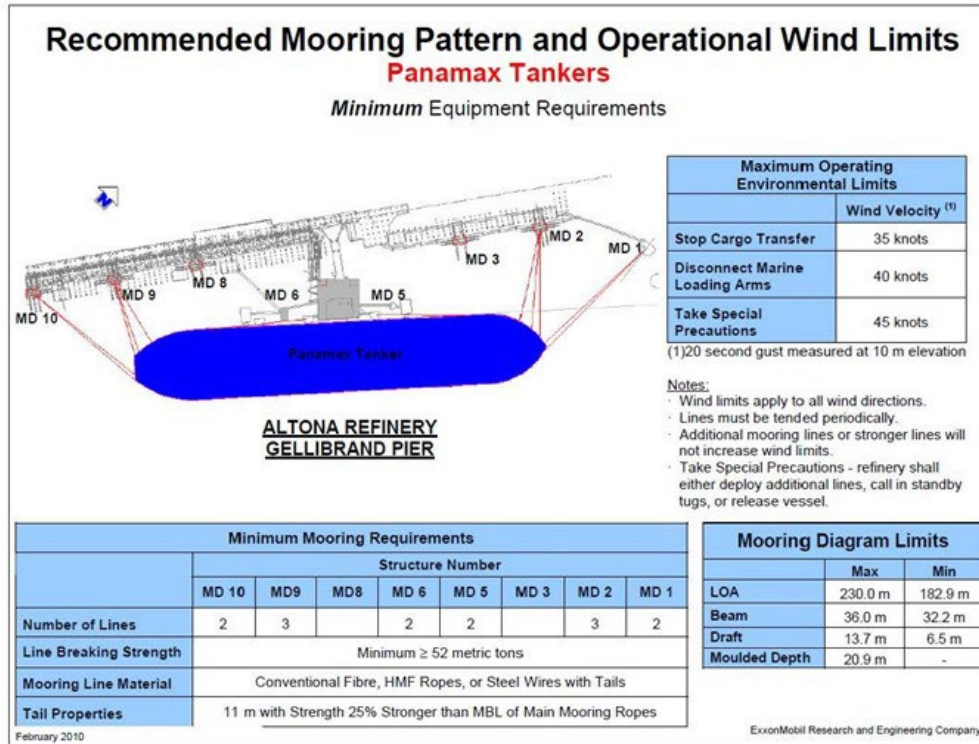 Recommended Mooring Pattern and Operational Wind Limits
Panamax Tankers
Minimum Equipment Requirements
Maximum Operating
Environmental Limits
Wind Velocity (1)
Stop Cargo Transfer 35 knots
Disconnect Marine
Loading Arms 40 knots
Take Special
Precautions 45 knots
(1)20 second gust measured at 10 m elevation
N
MD 10
MD 9
MD 8
MD 6
MD 5
MD 3
MD 2
MD 1
Panamax Tanker
ALTONA REFINERY
GELLIBRAND PIER
Notes:
· Wind limits apply to all wind directions.
· Lines must be tended periodically.
· Additional mooring lines or stronger lines will
not increase wind limits.
· Take Special Precautions - refinery shall
either deploy additional lines, call in standby
tugs, or release vessel.
Minimum Mooring Requirements
Structure Number
MD 10 MD9 MD8 MD 6 MD 5 MD 3 MD 2 MD 1
Number of Lines 2 3 2 2 3 2
Line Breaking Strength Minimum ≥ 52 metric tons
Mooring Line Material Conventional Fibre, HMF Ropes, or Steel Wires with Tails
Tail Properties 11 m with Strength 25% Stronger than MBL of Main Mooring Ropes
Mooring Diagram Limits
Max Min
LOA 230.0 m 182.9 m
Beam 36.0 m 32.2 m
Draft 13.7 m 6.5 m
Moulded Depth 20.9 m -
February 2010
ExxonMobil Research and Engineering Company